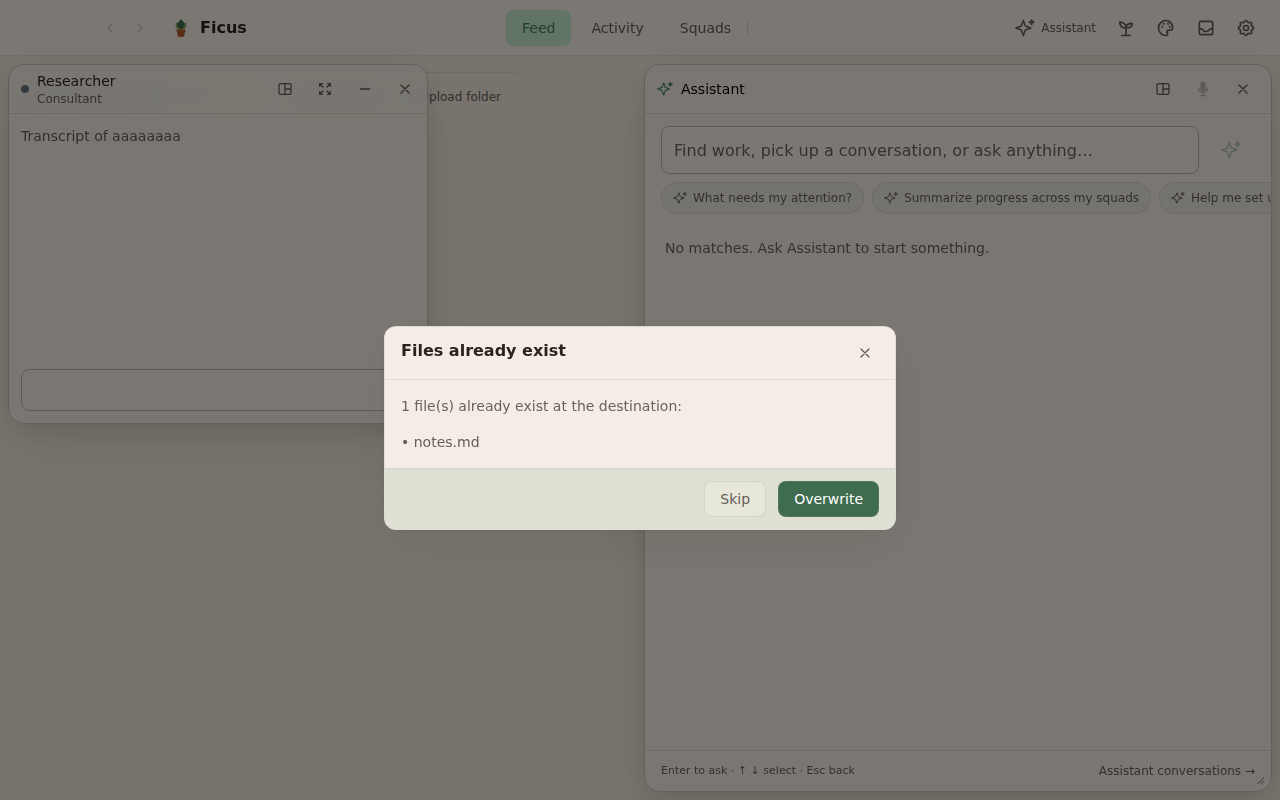 Ficus
Feed
Activity
Squads
Assistant
Researcher
Consultant
pload folder
Transcript of aaaaaaaa
Assistant
Find work, pick up a conversation, or ask anything...
What needs my attention?
Summarize progress across my squads
Help me set u
No matches. Ask Assistant to start something.
Files already exist
1 file(s) already exist at the destination:
• notes.md
Skip
Overwrite
Enter to ask · ↑ ↓ select · Esc back
Assistant conversations →